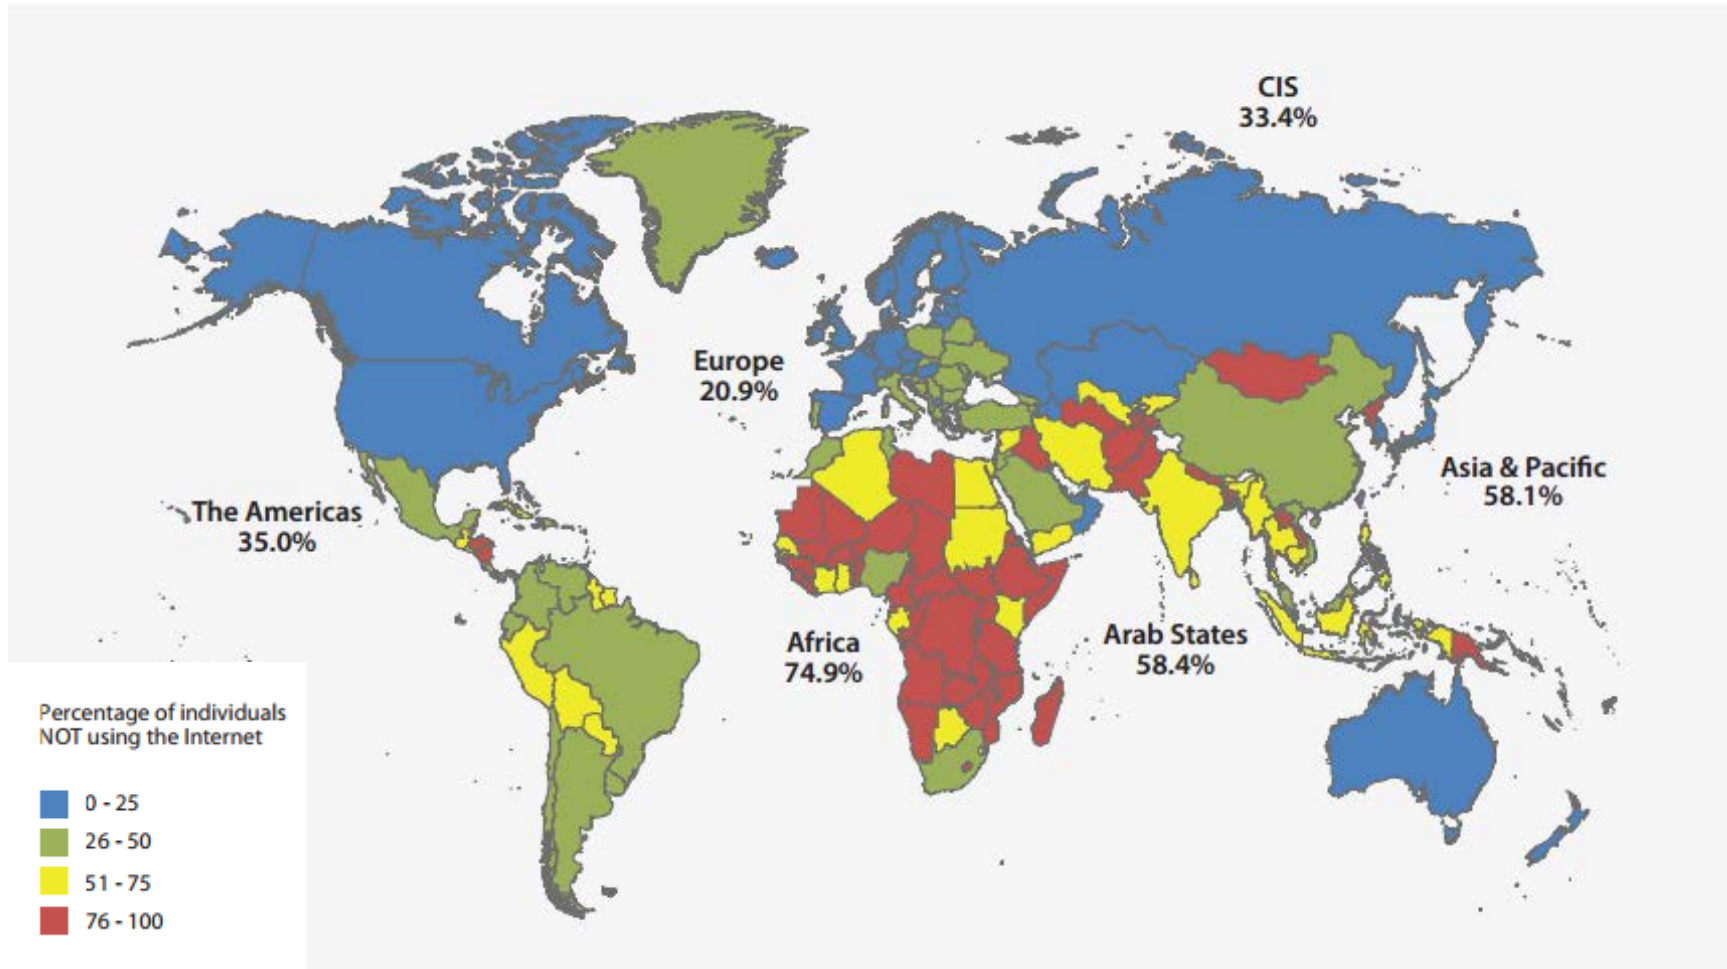 CIS
33.4%
Europe
20.9%
Asia & Pacific
58.1%
The Americas
35.0%
Africa
74.9%
Arab States
58.4%
Percentage of individuals
NOT using the Internet
0 - 25
26 - 50
51 - 75
76 - 100